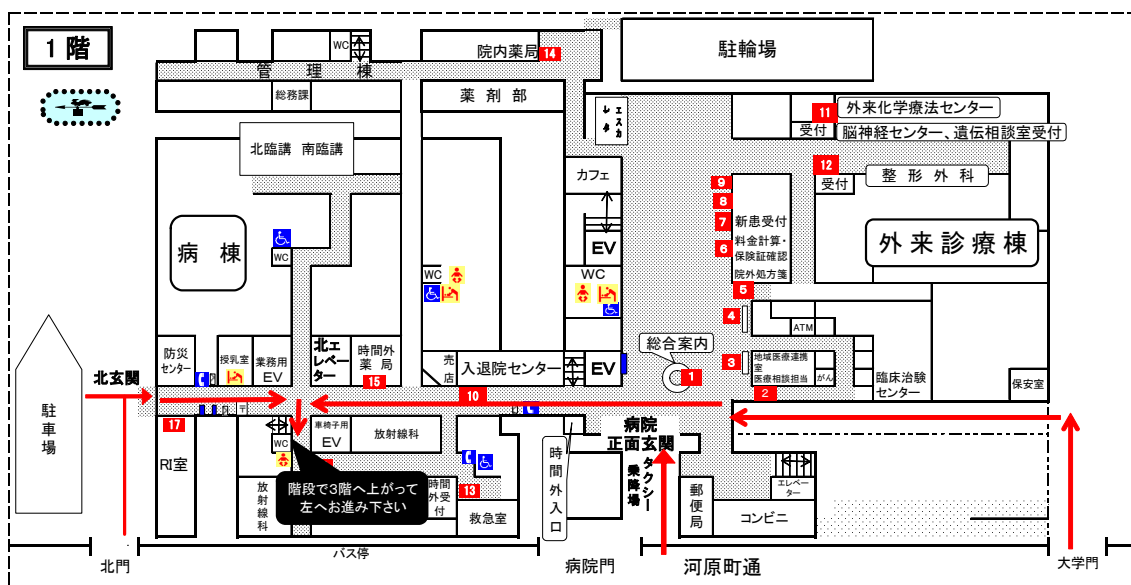 1階
WC
院内薬局
14
駐輪場
管理棟
総務課
薬剤部
エスカレタ
11
外来化学療法センター
受付
脳神経センター、遺伝相談室受付
北臨講 南臨講
12
カフェ
受付
整形外科
9
8
7
新患受付
病棟
WC
EV
6
料金計算・
保険証確認
外来診療棟
WC
WC
院外処方箋
5
4
ATM
総合案内
防災
センター
授乳室
業務用
EV
北エレベーター
時間外
薬局
15
売店
入退院センター
EV
1
3
地域医療連携
室
医療相談担当
がん
2
臨床治験
センター
保安室
北玄関
10
駐車場
17
〒
RI室
WC
車椅子用
EV
放射線科
病院
正面玄関
時間外入口
タクシー
乗降場
階段で3階へ上がって
左へお進み下さい
放射線科
時間
外受
付
13
救急室
郵便局
エレベーター
コンビニ
北門
バス停
病院門
河原町通
大学門